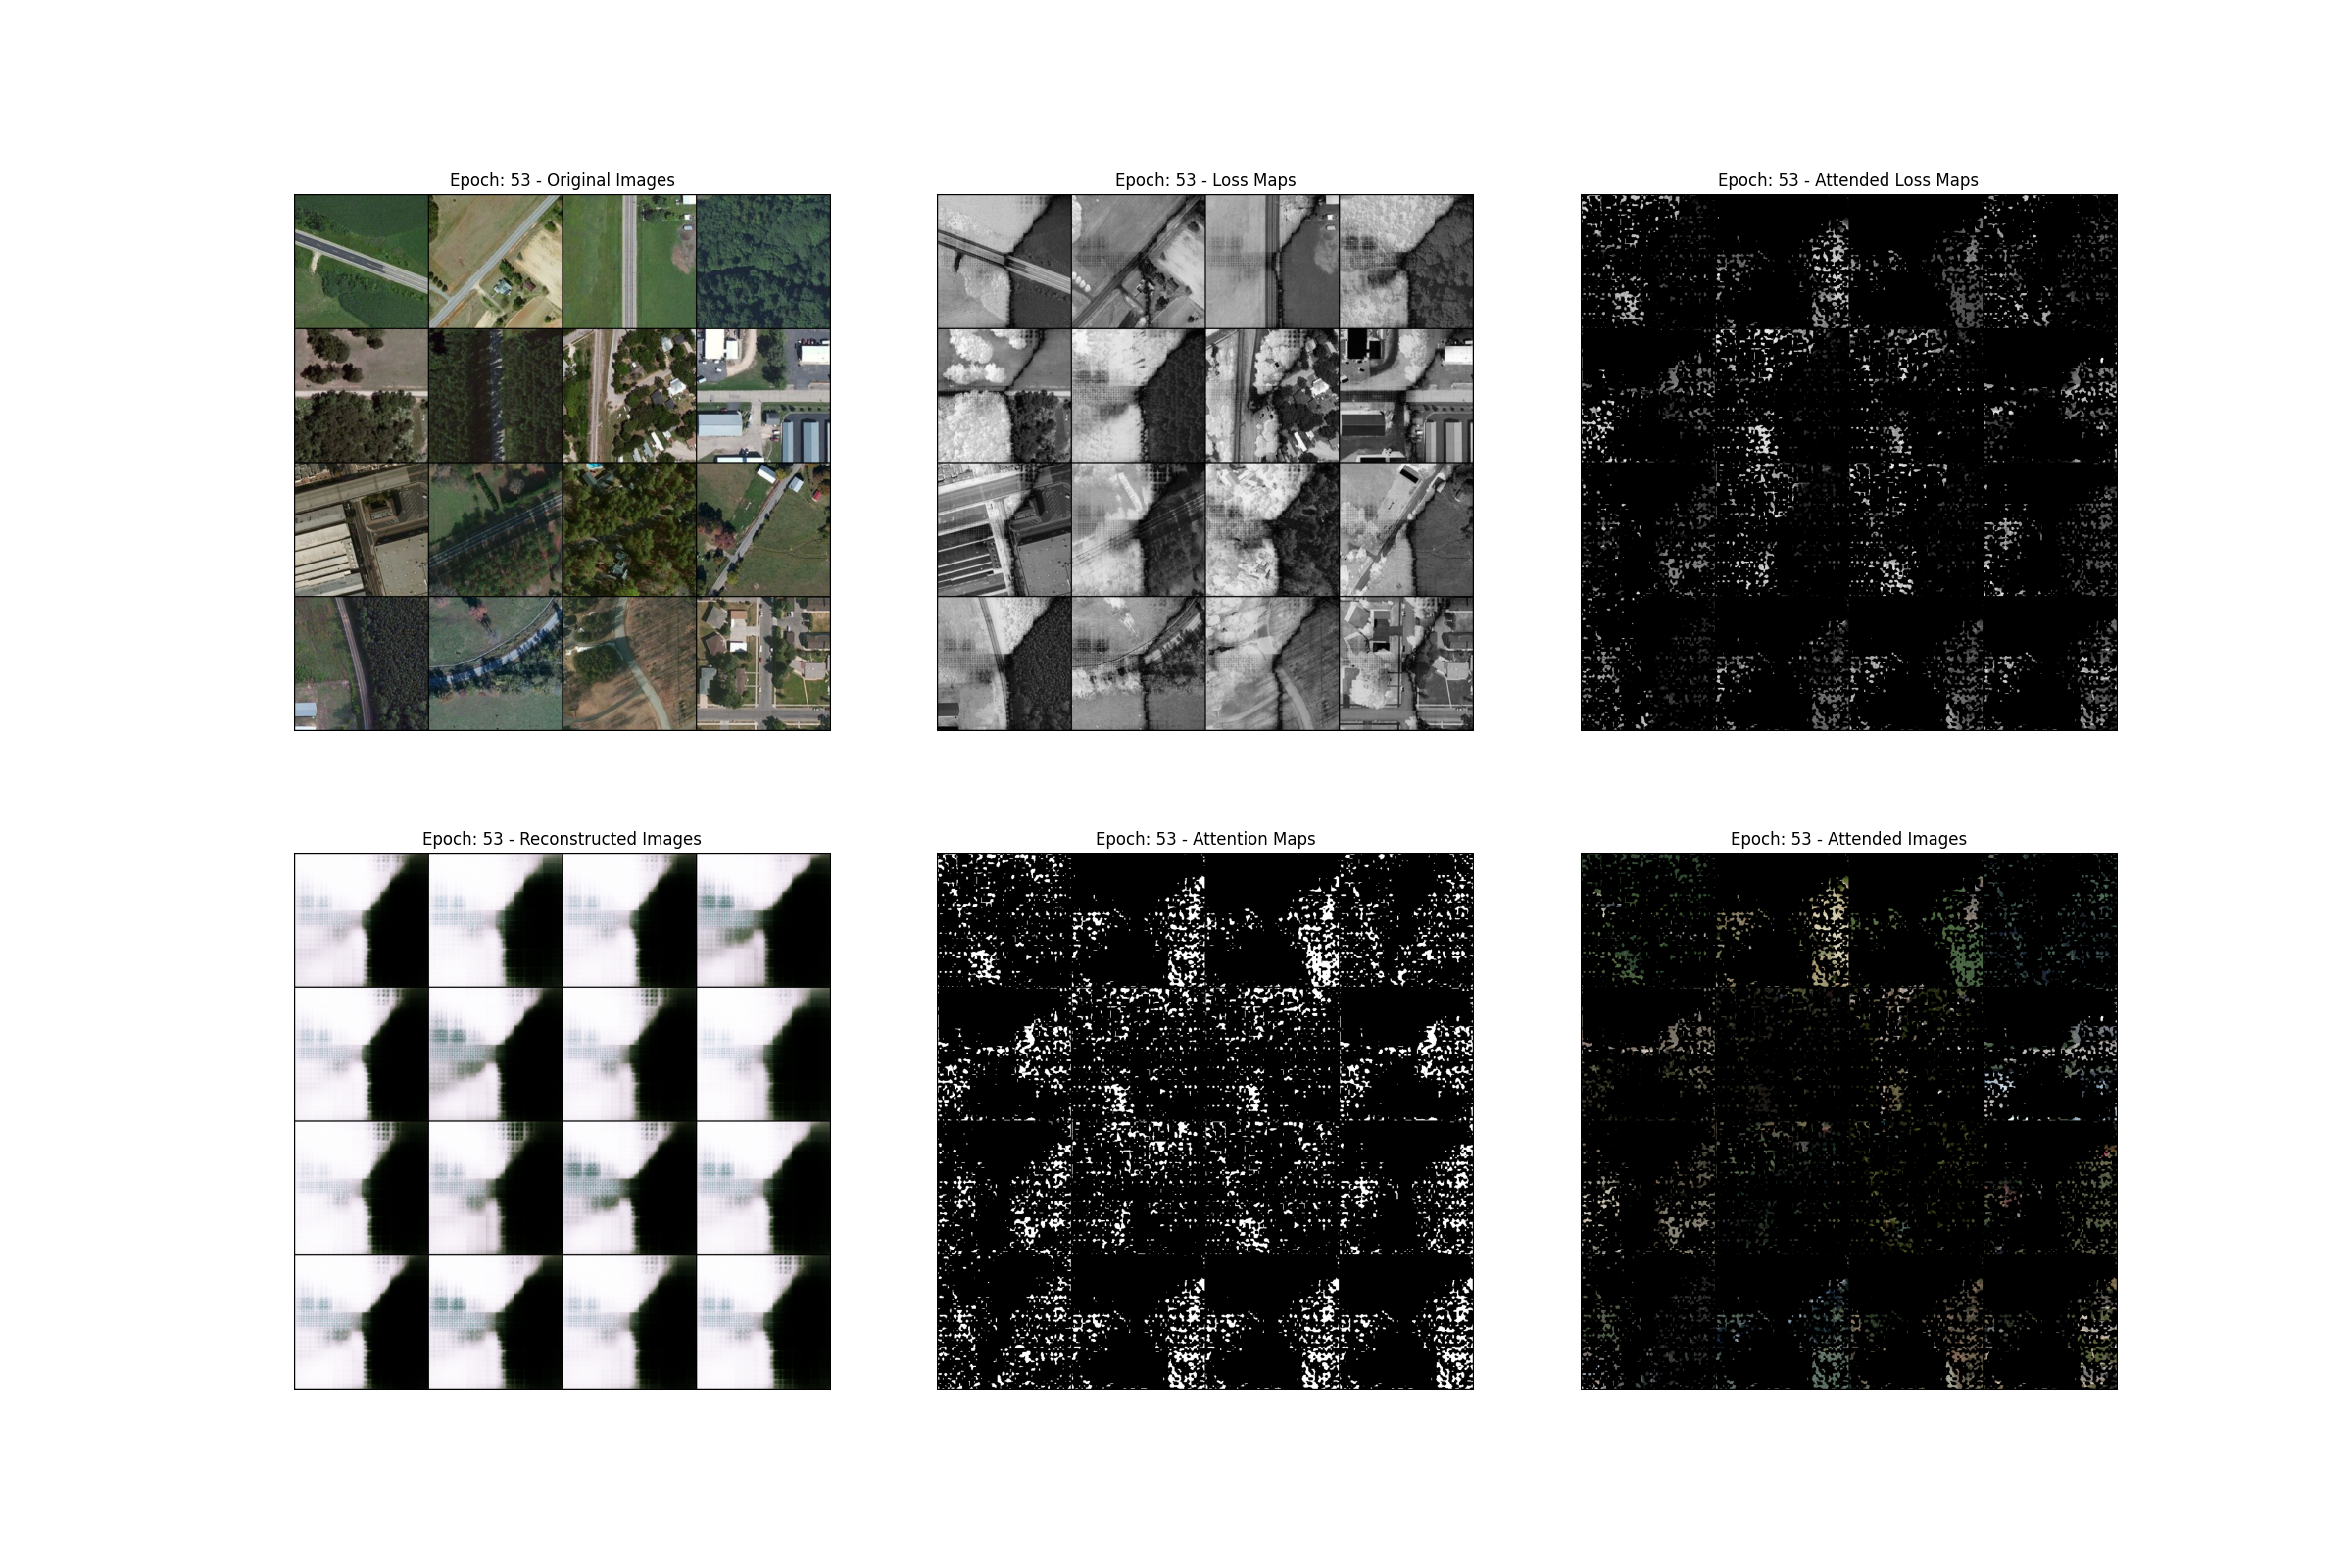 Epoch: 53 - Original Images
Epoch: 53 - Loss Maps
Epoch: 53 - Attended Loss Maps
Epoch: 53 - Reconstructed Images
Epoch: 53 - Attention Maps
Epoch: 53 - Attended Images